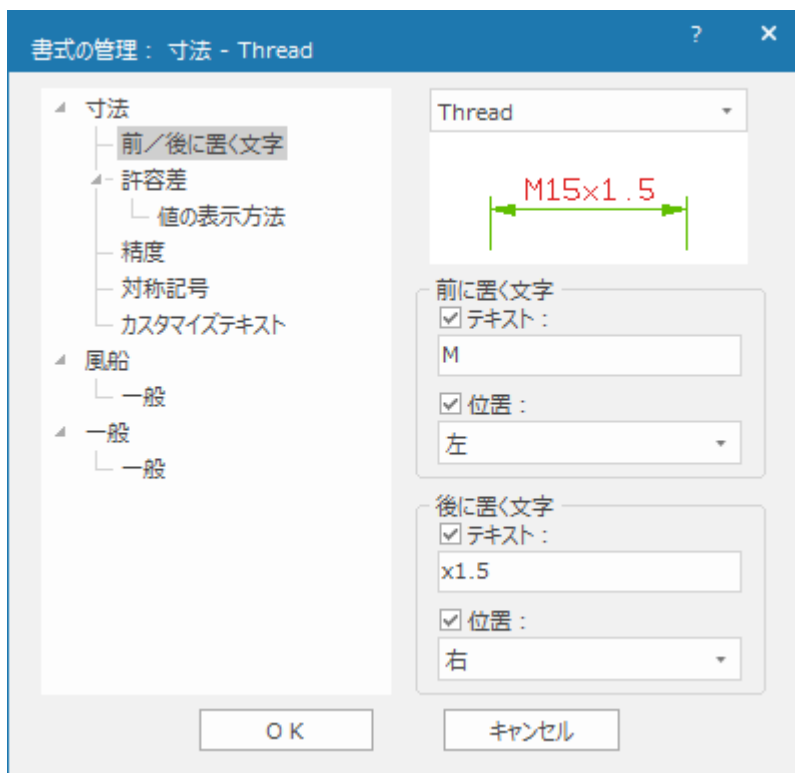 書式の管理： 寸法 - Thread
?
×
寸法
前／後に置く文字
許容差
値の表示方法
精度
対称記号
カスタマイズテキスト
風船
一般
一般
一般
Thread
M15x1.5
前に置く文字
テキスト：
M
位置：
左
後に置く文字
テキスト：
x1.5
位置：
右
OK
キャンセル